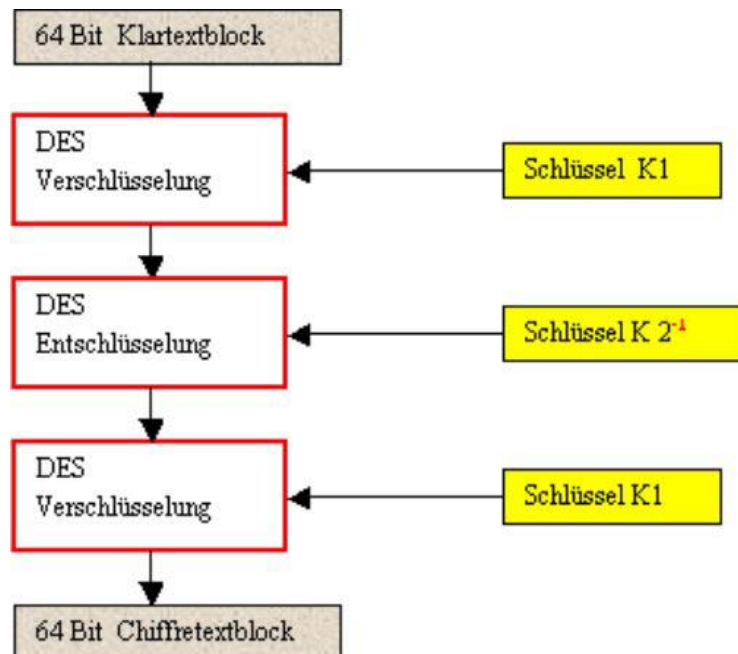 64 Bit Klartextblock
DES
Verschlüsselung
Schlüssel K1
DES
Entschlüsselung
Schlüssel K 2⁻¹
DES
Verschlüsselung
Schlüssel K1
64 Bit Chiffretextblock